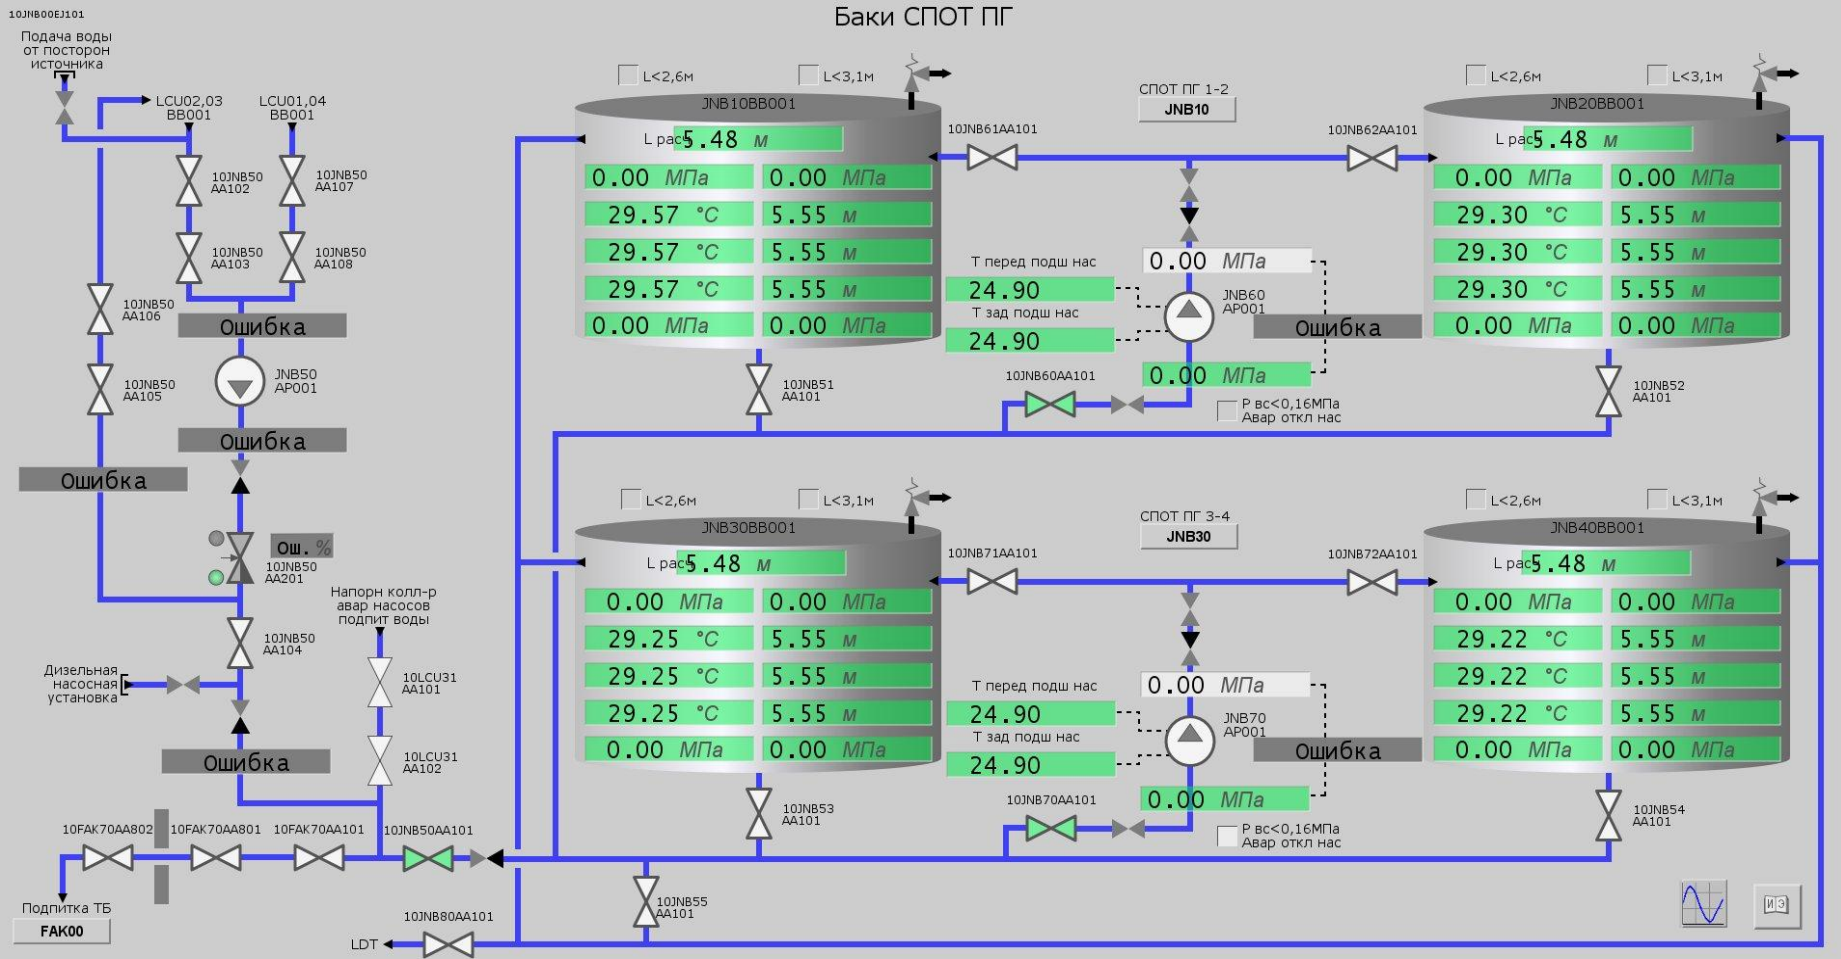 10JNB00EJ101
Баки СПОТ ПГ
Подача воды
от посторон
источника
LCU02,03
BB001
LCU01,04
BB001
10JNB50
AA102
10JNB50
AA107
10JNB50
AA103
10JNB50
AA108
10JNB50
AA106
Ошибка
10JNB50
AA105
JNB50
AP001
Ошибка
Ошибка
Ош. %
10JNB50
AA201
10JNB50
AA104
Напорн колл-р
авар насосов
подпит воды
Дизельная
насосная
установка
10LCU31
AA101
10LCU31
AA102
Ошибка
10FAK70AA802
10FAK70AA801
10FAK70AA101
10JNB50AA101
Подпитка ТБ
FAK00
10JNB80AA101
LDT
10JNB55
AA101
L<2,6м
L<3,1м
JNB10BB001
L расч 5.48 м
0.00 МПа 0.00 МПа
29.57 °C 5.55 м
29.57 °C 5.55 м
29.57 °C 5.55 м
0.00 МПа 0.00 МПа
10JNB51
AA101
СПОТ ПГ 1-2
JNB10
10JNB61AA101
10JNB62AA101
0.00 МПа
T перед подш нас
24.90
T зад подш нас
24.90
JNB60
AP001
Ошибка
0.00 МПа
10JNB60AA101
P вс<0,16МПа
Авар откл нас
L<2,6м
L<3,1м
JNB20BB001
L расч 5.48 м
0.00 МПа 0.00 МПа
29.30 °C 5.55 м
29.30 °C 5.55 м
29.30 °C 5.55 м
0.00 МПа 0.00 МПа
10JNB52
AA101
L<2,6м
L<3,1м
JNB30BB001
L расч 5.48 м
0.00 МПа 0.00 МПа
29.25 °C 5.55 м
29.25 °C 5.55 м
29.25 °C 5.55 м
0.00 МПа 0.00 МПа
10JNB53
AA101
СПОТ ПГ 3-4
JNB30
10JNB71AA101
10JNB72AA101
0.00 МПа
T перед подш нас
24.90
T зад подш нас
24.90
JNB70
AP001
Ошибка
0.00 МПа
10JNB70AA101
P вс<0,16МПа
Авар откл нас
L<2,6м
L<3,1м
JNB40BB001
L расч 5.48 м
0.00 МПа 0.00 МПа
29.22 °C 5.55 м
29.22 °C 5.55 м
29.22 °C 5.55 м
0.00 МПа 0.00 МПа
10JNB54
AA101
И Э